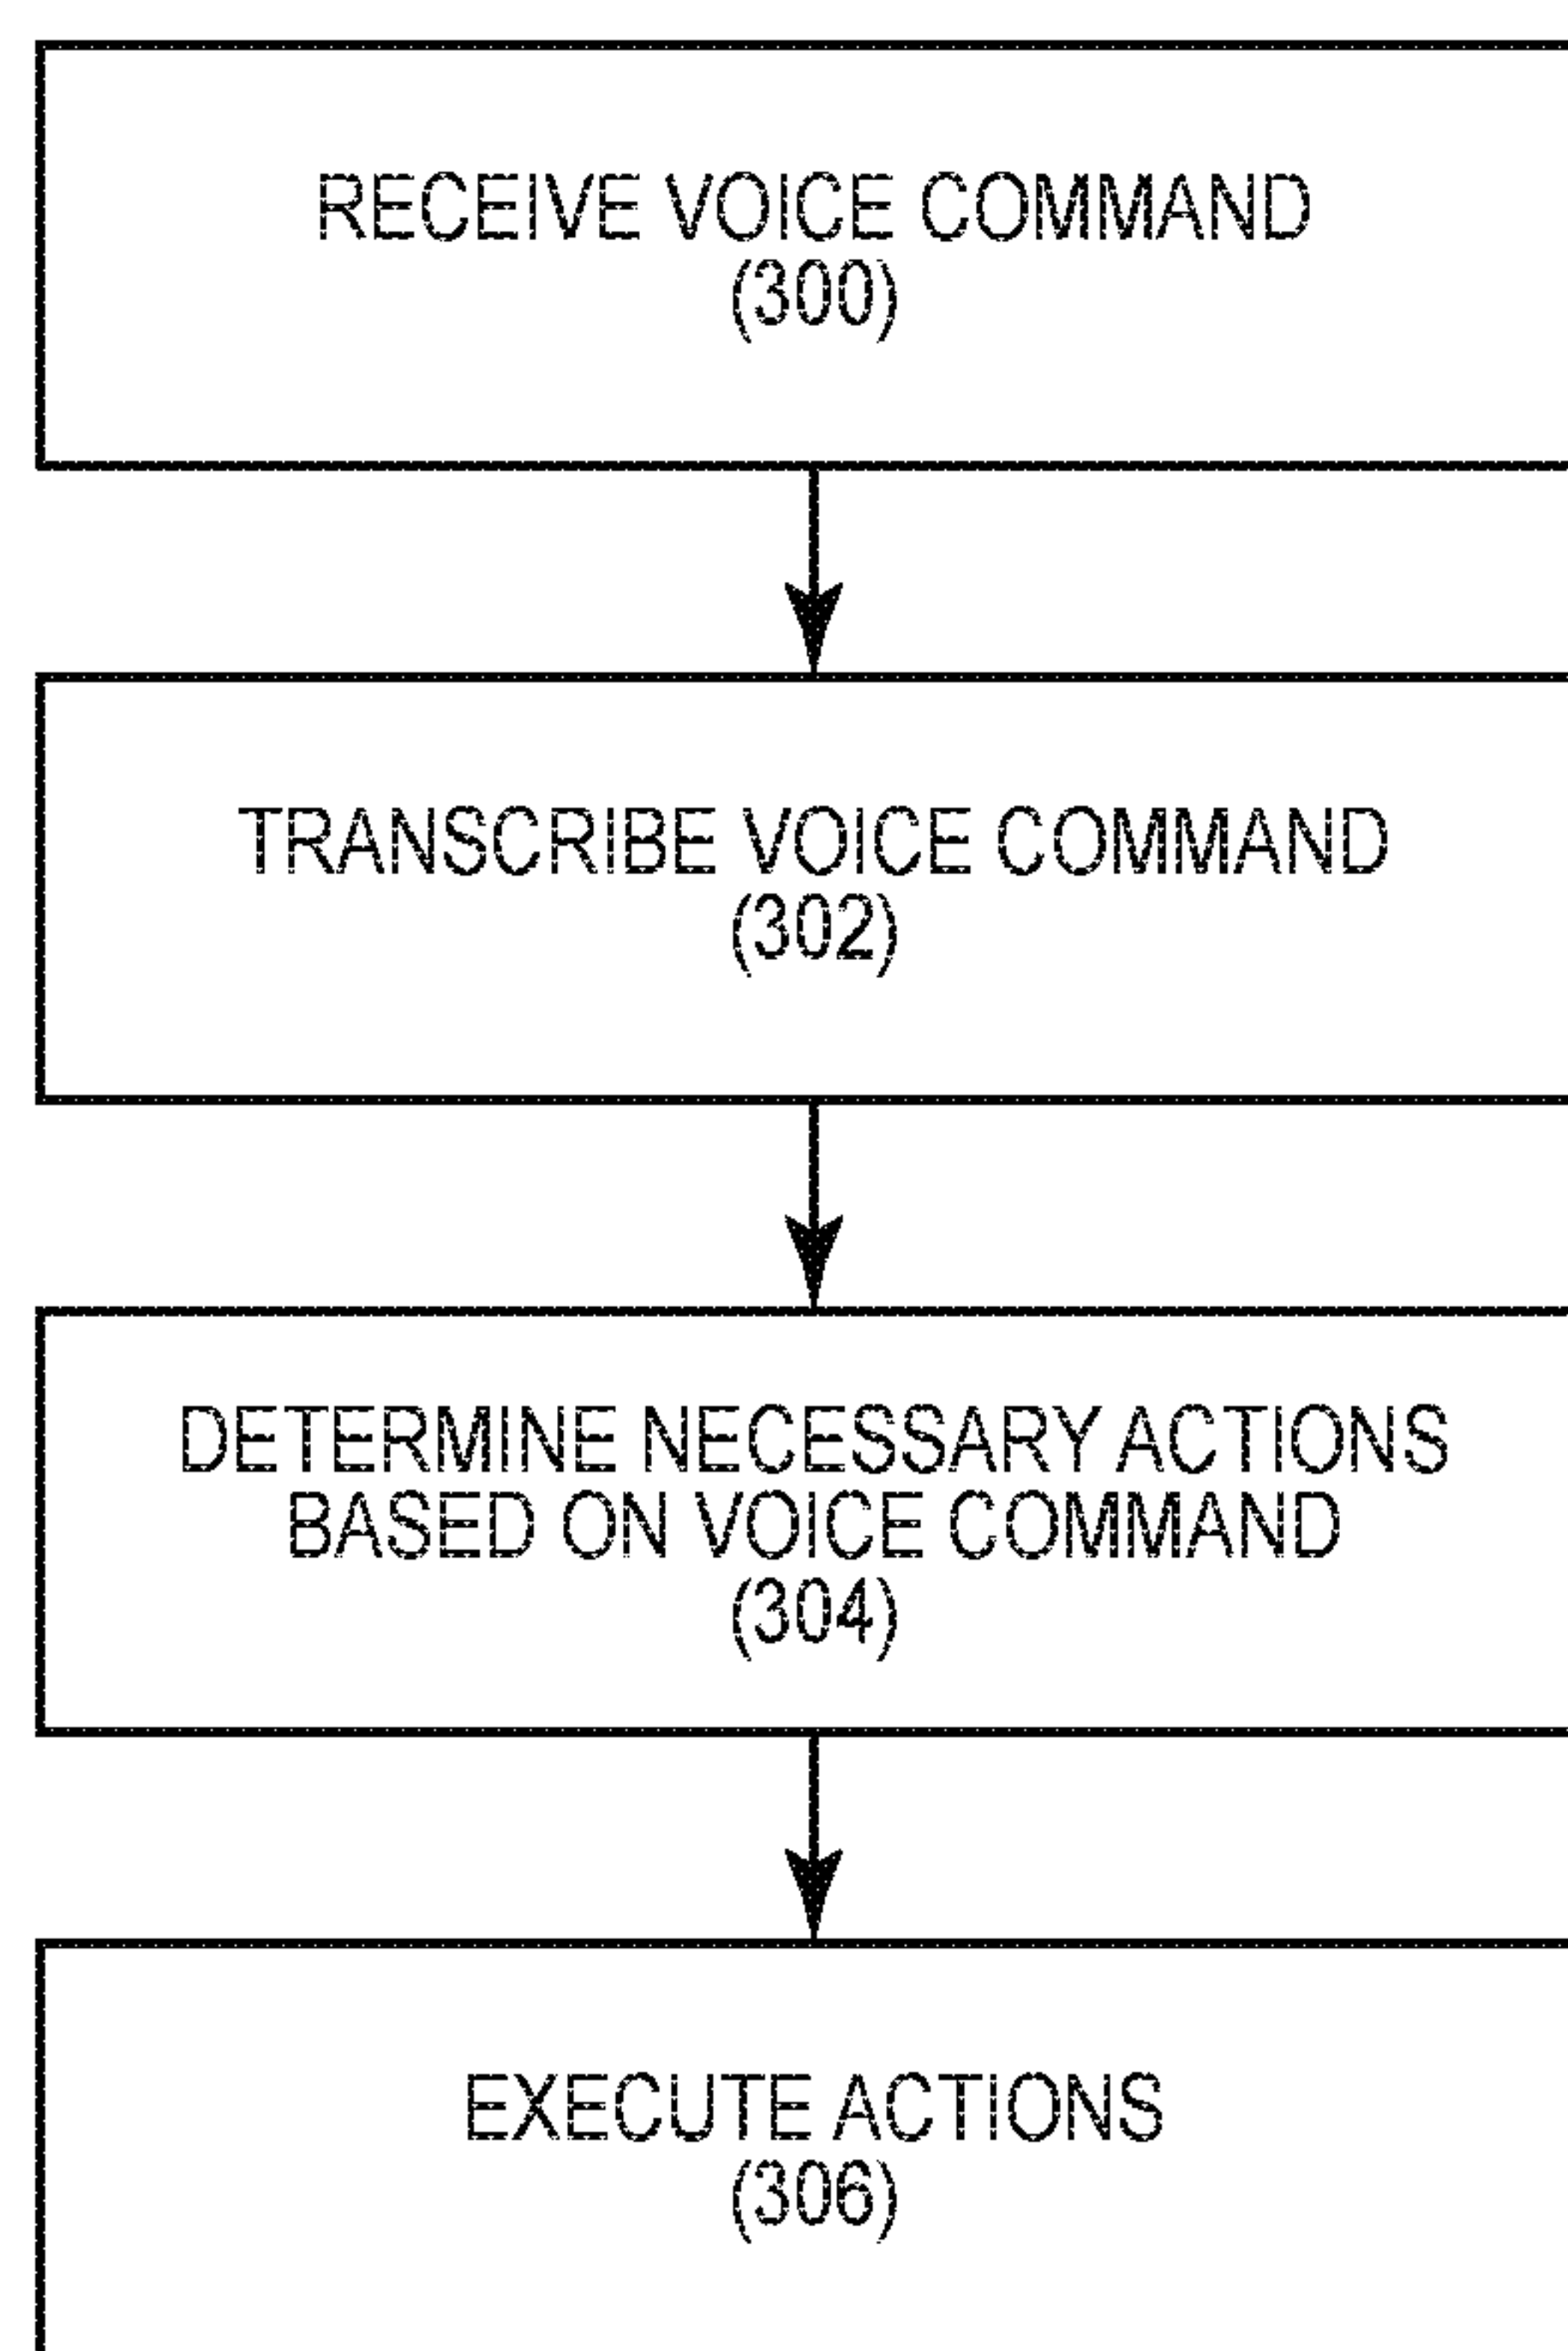 RECEIVE VOICE COMMAND
(300)
TRANSCRIBE VOICE COMMAND
(302)
DETERMINE NECESSARY ACTIONS
BASED ON VOICE COMMAND
(304)
EXECUTE ACTIONS
(306)